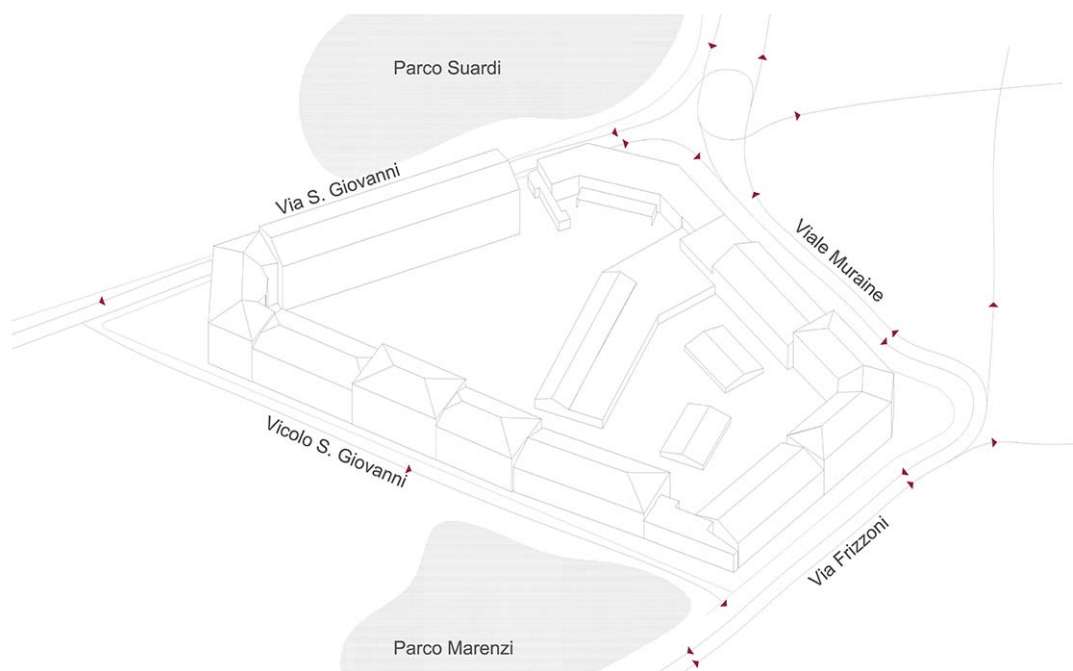 Parco Suardi
Via S. Giovanni
Viale Muraine
Vicolo S. Giovanni
Via Frizzoni
Parco Marenzi